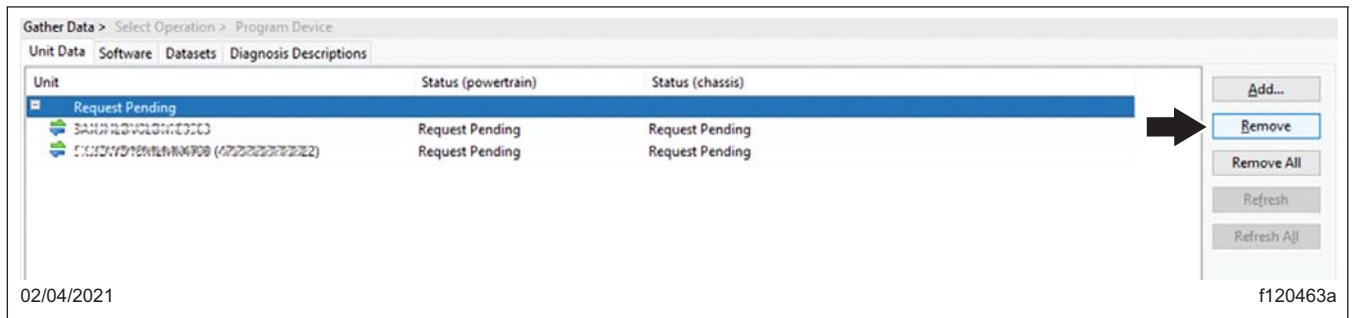 Gather Data > Select Operation > Program Device
Unit Data Software Datasets Diagnosis Descriptions
Unit Status (powertrain) Status (chassis)
Request Pending
Request Pending Request Pending
Request Pending Request Pending
Add...
Remove
Remove All
Refresh
Refresh All
02/04/2021 f120463a